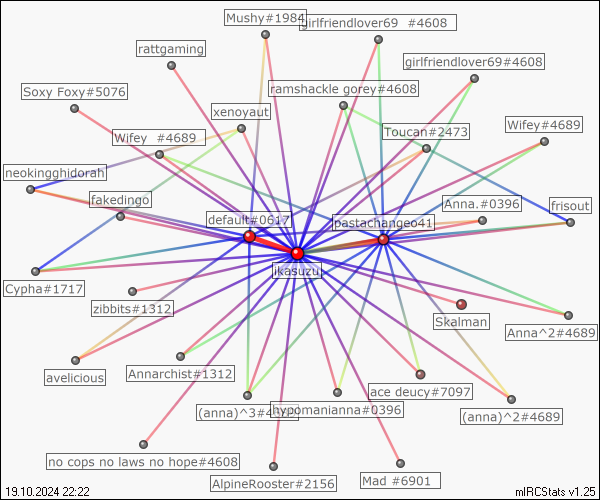 Mushy#1984
girlfriendlover69 #4608
rattgaming
girlfriendlover69#4608
Soxy Foxy#5076
ramshackle gorey#4608
xenoyaut
Wifey #4689
Toucan#2473
Wifey#4689
neokingghidorah
fakedingo
Anna.#0396
frisout
default#0617
pastachangeo41
ikasuzu
Cypha#1717
zibbits#1312
Skalman
Anna^2#4689
avelicious
Annarchist#1312
ace deucy#7097
(anna)^3#4
hypomanianna#0396
(anna)^2#4689
no cops no laws no hope#4608
AlpineRooster#2156
Mad #6901
19.10.2024 22:22
mIRCStats v1.25